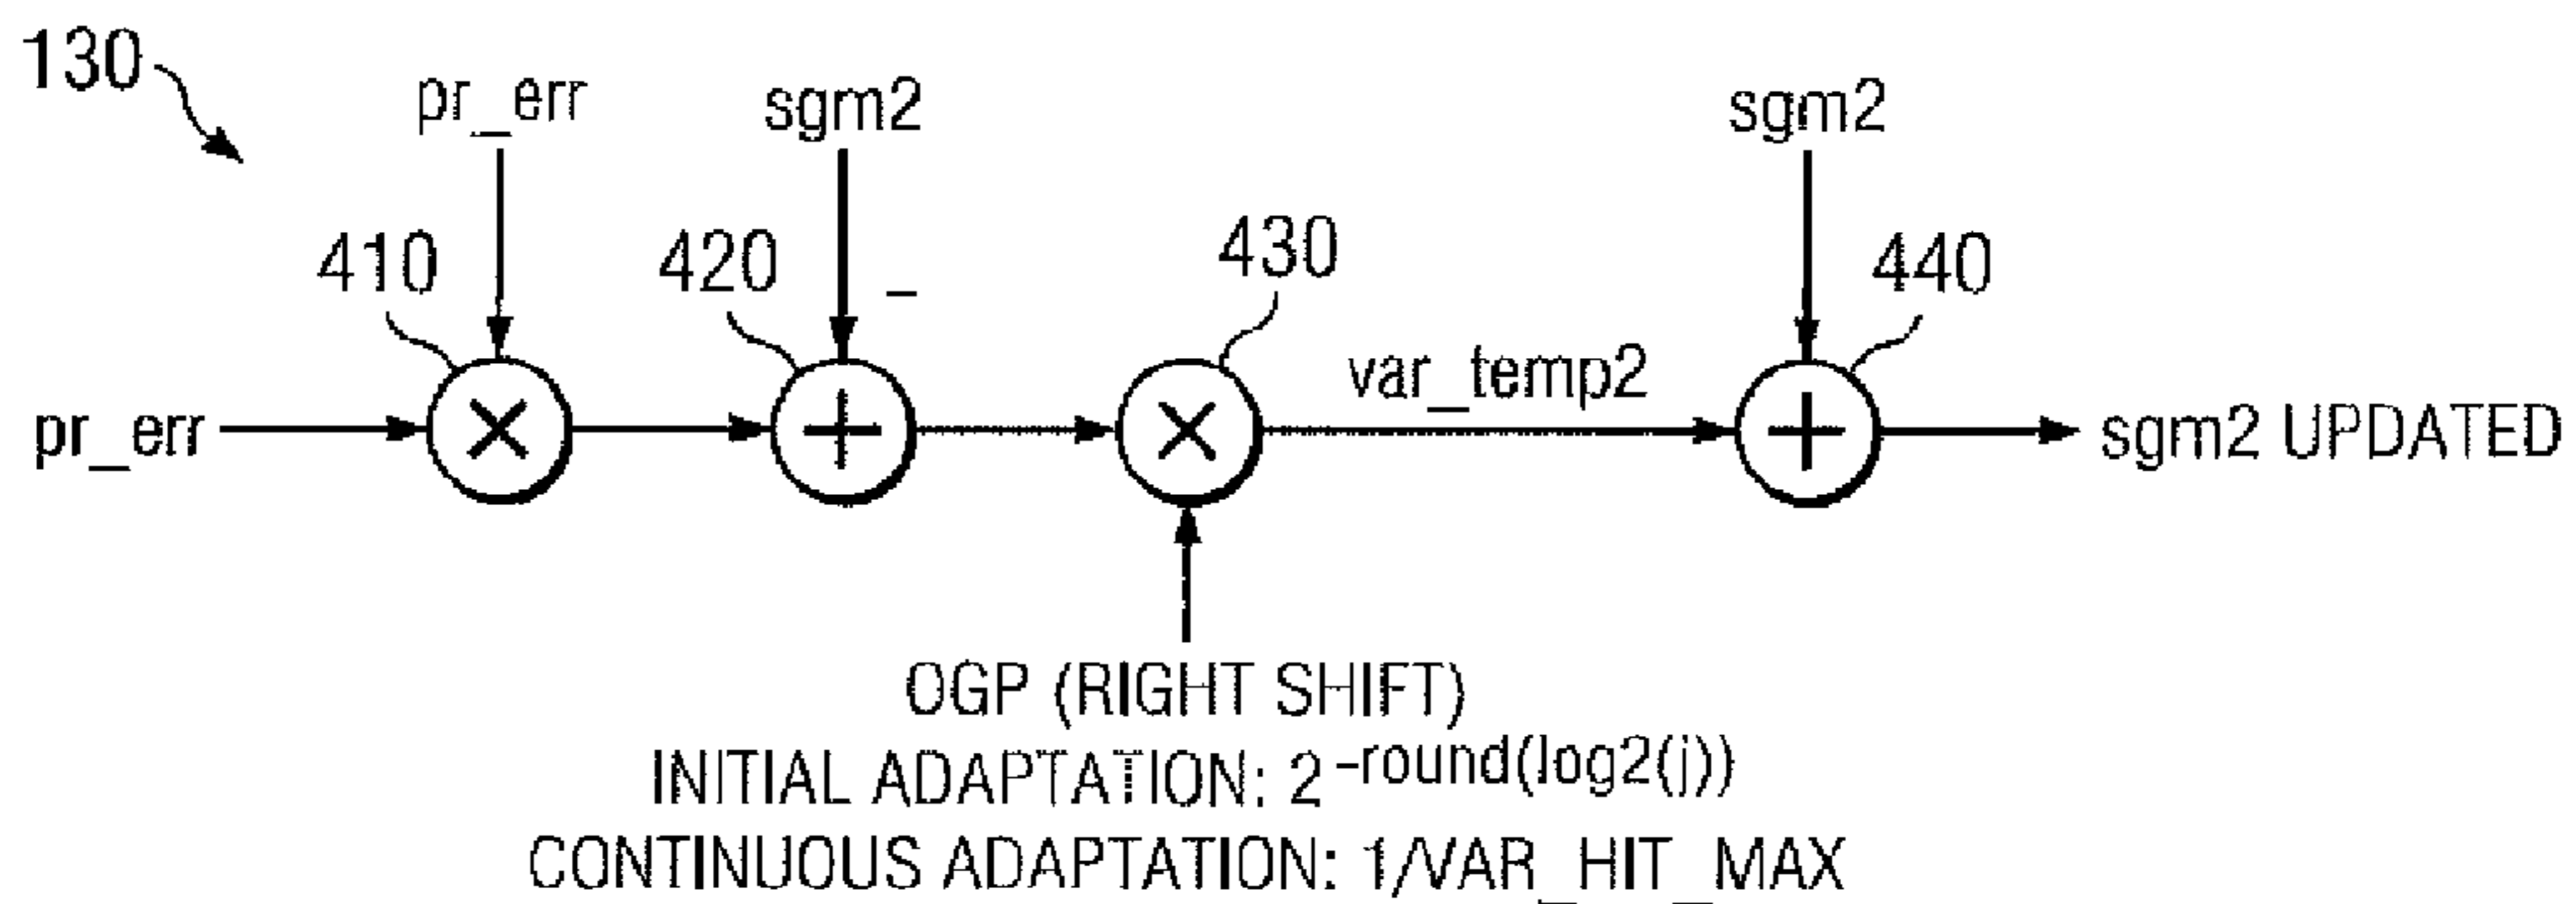 130
pr_err
sgm2
sgm2
410
420
–
430
440
pr_err
×
+
×
var_temp2
+
sgm2 UPDATED
OGP (RIGHT SHIFT)
INITIAL ADAPTATION: 2^-round(log2(j))
CONTINUOUS ADAPTATION: 1/VAR_HIT_MAX